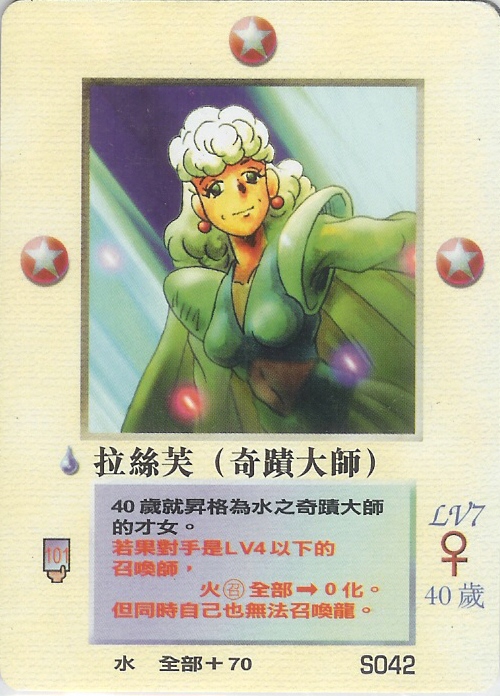 拉絲芙（奇蹟大師）
40歲就昇格為水之奇蹟大師
的才女。
若果對手是LV4以下的
召喚師，
火㊁全部➡0化。
但同時自己也無法召喚龍。
LV7
♀
40歲
101
水 全部＋70
S042